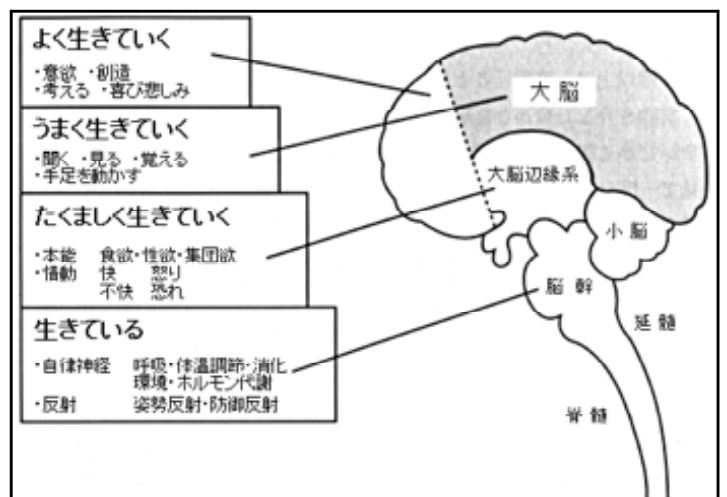 よく生きていく
・意欲 ・創造
・考える ・喜び悲しみ
うまく生きていく
・聞く ・見る ・覚える
・手足を動かす
たくましく生きていく
・本能 食欲・性欲・集団欲
・情動 快 怒り
不快 恐れ
生きている
・自律神経 呼吸・体温調節・消化
環境・ホルモン代謝
・反射 姿勢反射・防御反射
大脳
大脳辺縁系
小脳
脳幹
延髄
脊髄